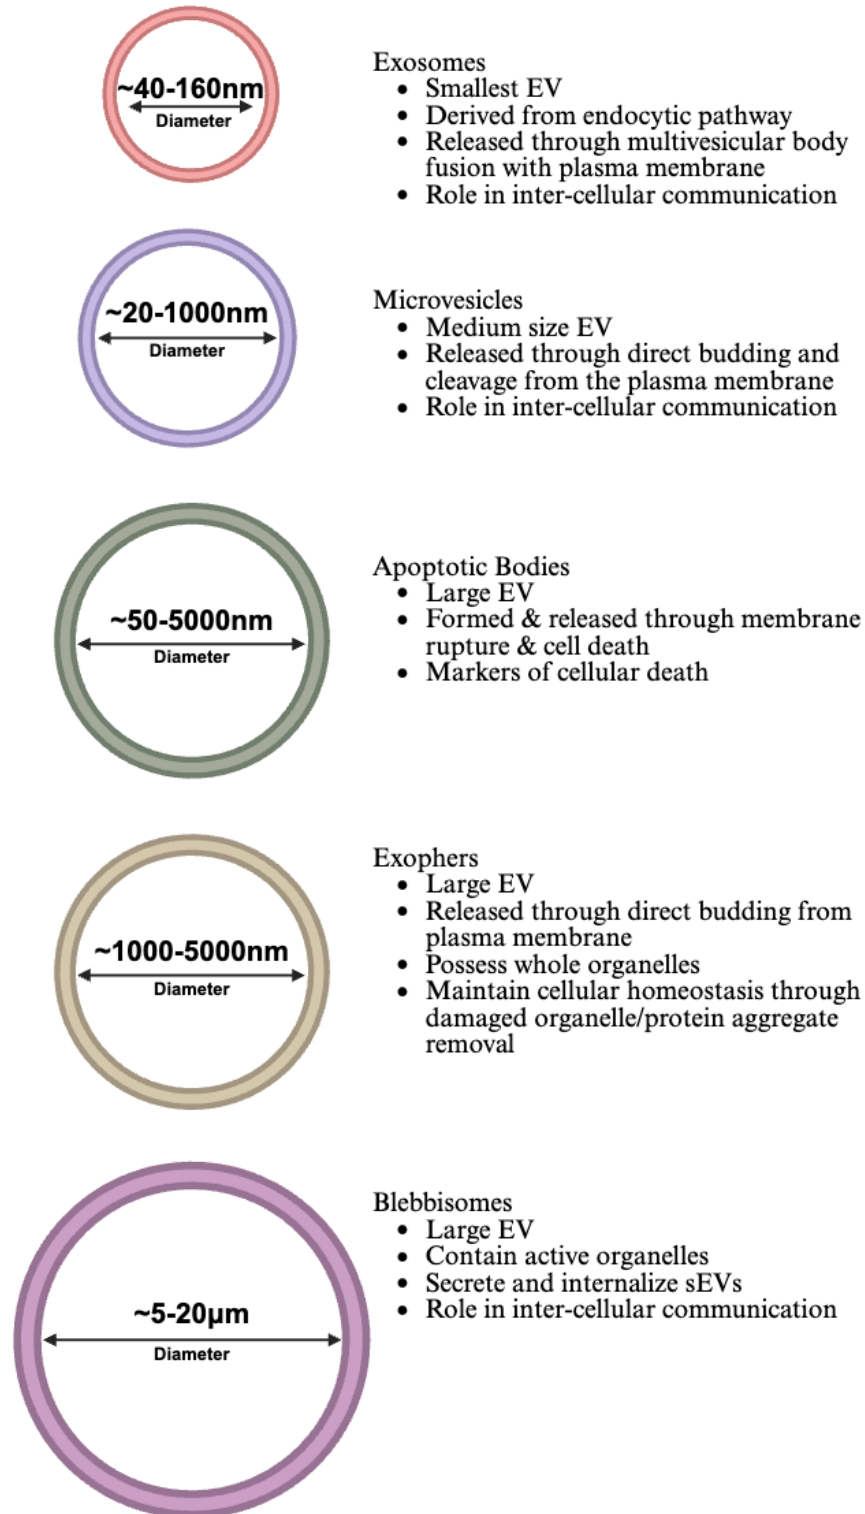 ~40-160nm
Diameter
Exosomes
• Smallest EV
• Derived from endocytic pathway
• Released through multivesicular body
fusion with plasma membrane
• Role in inter-cellular communication
~20-1000nm
Diameter
Microvesicles
• Medium size EV
• Released through direct budding and
cleavage from the plasma membrane
• Role in inter-cellular communication
~50-5000nm
Diameter
Apoptotic Bodies
• Large EV
• Formed & released through membrane
rupture & cell death
• Markers of cellular death
~1000-5000nm
Diameter
Exophers
• Large EV
• Released through direct budding from
plasma membrane
• Possess whole organelles
• Maintain cellular homeostasis through
damaged organelle/protein aggregate
removal
~5-20µm
Diameter
Blebbisomes
• Large EV
• Contain active organelles
• Secrete and internalize sEVs
• Role in inter-cellular communication